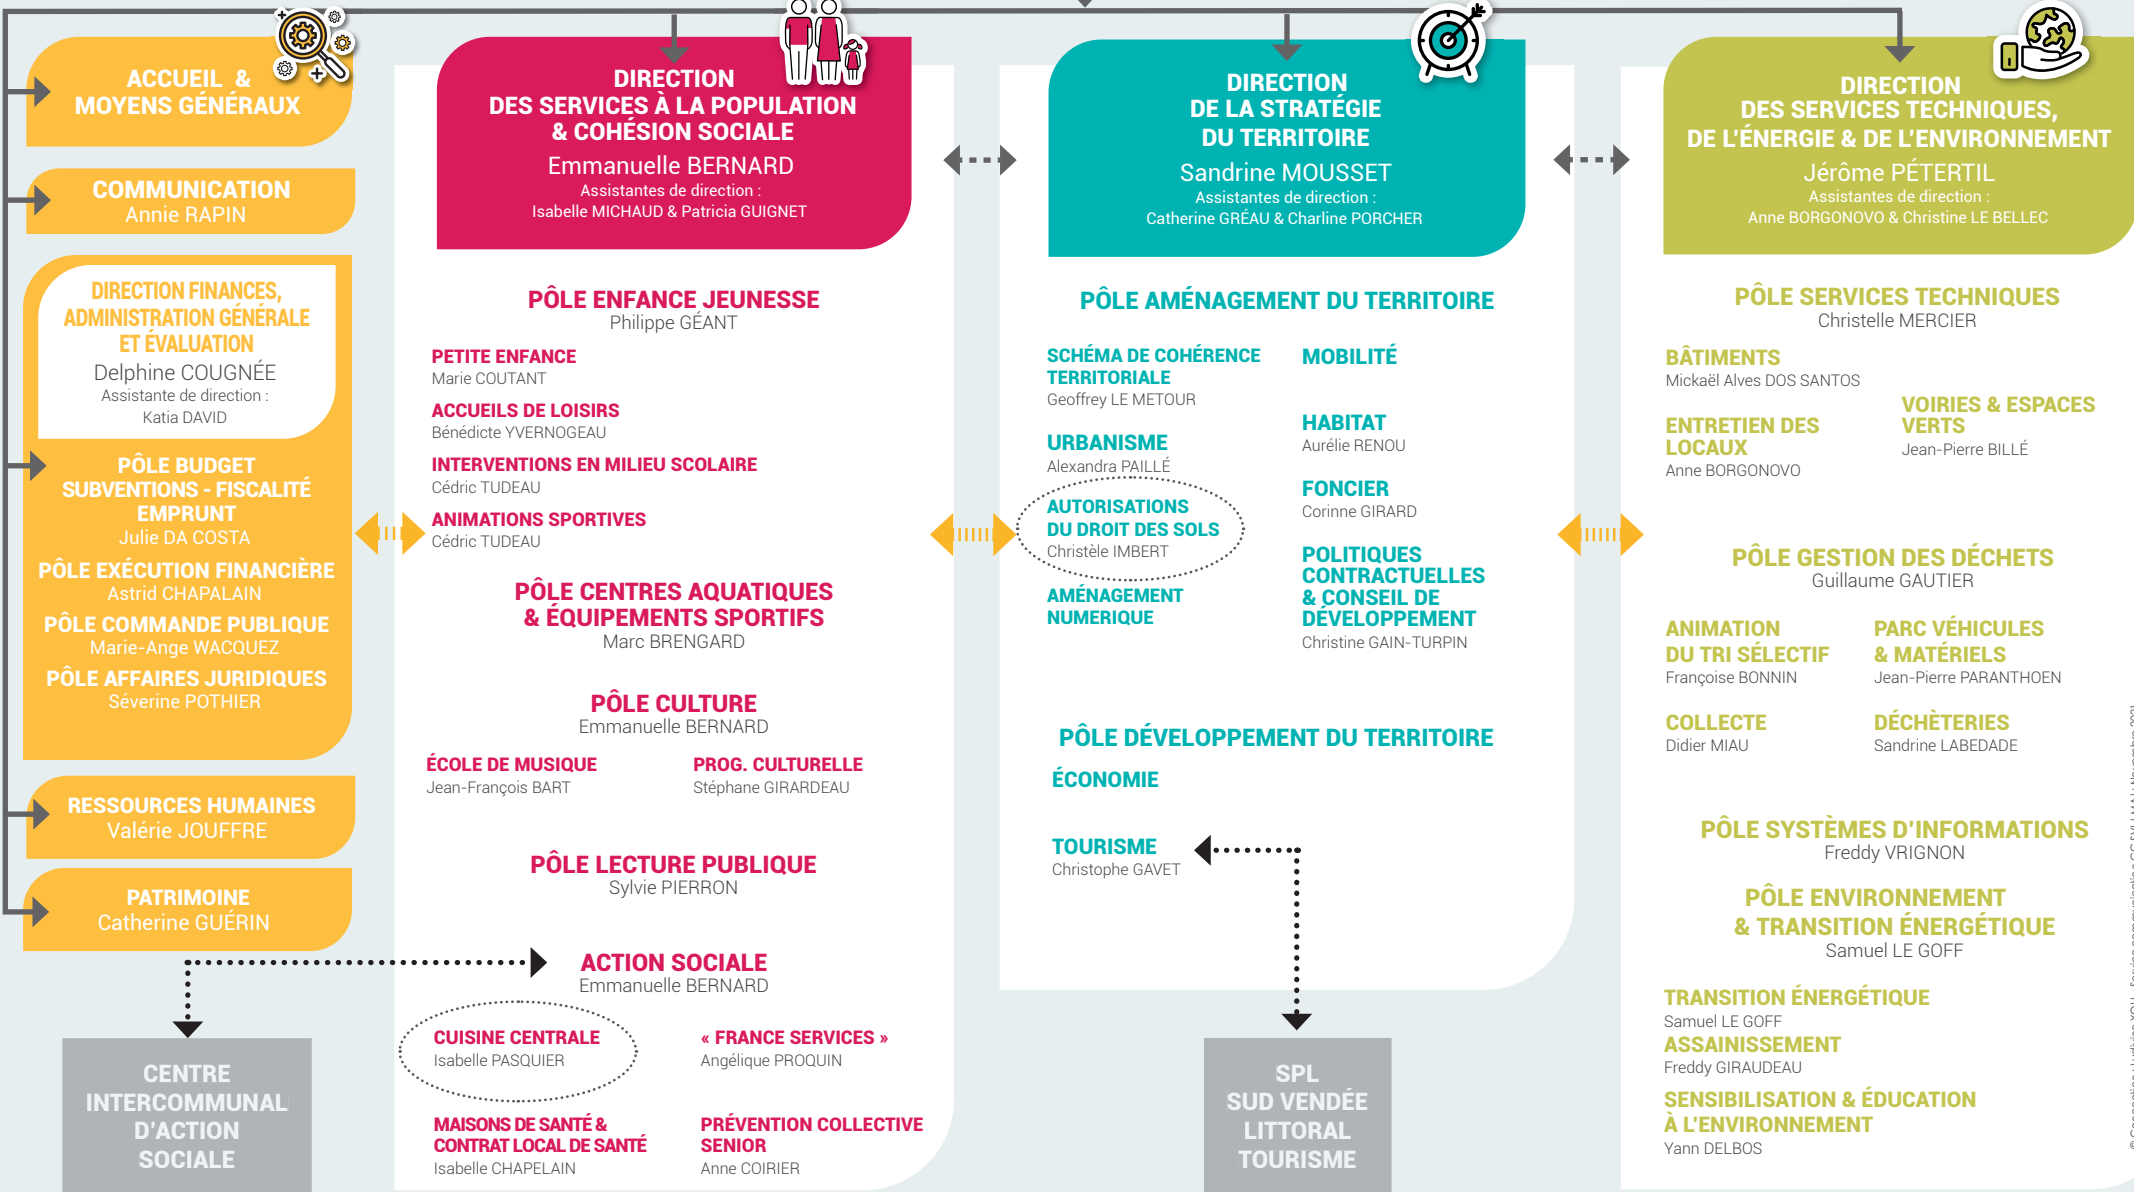 ACCUEIL &
MOYENS GÉNÉRAUX
COMMUNICATION
Annie RAPIN
DIRECTION FINANCES,
ADMINISTRATION GÉNÉRALE
ET ÉVALUATION
Delphine COUGNÉE
Assistante de direction :
Katia DAVID
PÔLE BUDGET
SUBVENTIONS - FISCALITÉ
EMPRUNT
Julie DA COSTA
PÔLE EXÉCUTION FINANCIÈRE
Astrid CHAPALAIN
PÔLE COMMANDE PUBLIQUE
Marie-Ange WACQUEZ
PÔLE AFFAIRES JURIDIQUES
Séverine POTHIER
RESSOURCES HUMAINES
Valérie JOUFFRE
PATRIMOINE
Catherine GUÉRIN
CENTRE
INTERCOMMUNAL
D'ACTION
SOCIALE
DIRECTION
DES SERVICES À LA POPULATION
& COHÉSION SOCIALE
Emmanuelle BERNARD
Assistantes de direction :
Isabelle MICHAUD & Patricia GUIGNET
PÔLE ENFANCE JEUNESSE
Philippe GÉANT
PETITE ENFANCE
Marie COUTANT
ACCUEILS DE LOISIRS
Bénédicte YVERNOGEAU
INTERVENTIONS EN MILIEU SCOLAIRE
Cédric TUDEAU
ANIMATIONS SPORTIVES
Cédric TUDEAU
PÔLE CENTRES AQUATIQUES
& ÉQUIPEMENTS SPORTIFS
Marc BRENGARD
PÔLE CULTURE
Emmanuelle BERNARD
ÉCOLE DE MUSIQUE
Jean-François BART
PROG. CULTURELLE
Stéphane GIRARDEAU
PÔLE LECTURE PUBLIQUE
Sylvie PIERRON
ACTION SOCIALE
Emmanuelle BERNARD
CUISINE CENTRALE
Isabelle PASQUIER
« FRANCE SERVICES »
Angélique PROQUIN
MAISONS DE SANTÉ &
CONTRAT LOCAL DE SANTÉ
Isabelle CHAPELAIN
PRÉVENTION COLLECTIVE
SENIOR
Anne COIRIER
DIRECTION
DE LA STRATÉGIE
DU TERRITOIRE
Sandrine MOUSSET
Assistantes de direction :
Catherine GRÉAU & Charline PORCHER
PÔLE AMÉNAGEMENT DU TERRITOIRE
SCHÉMA DE COHÉRENCE
TERRITORIALE
Geoffrey LE METOUR
URBANISME
Alexandra PAILLÉ
AUTORISATIONS
DU DROIT DES SOLS
Christèle IMBERT
AMÉNAGEMENT
NUMERIQUE
MOBILITÉ
HABITAT
Aurélie RENOU
FONCIER
Corinne GIRARD
POLITIQUES
CONTRACTUELLES
& CONSEIL DE
DÉVELOPPEMENT
Christine GAIN-TURPIN
PÔLE DÉVELOPPEMENT DU TERRITOIRE
ÉCONOMIE
TOURISME
Christophe GAVET
SPL
SUD VENDÉE
LITTORAL
TOURISME
DIRECTION
DES SERVICES TECHNIQUES,
DE L'ÉNERGIE & DE L'ENVIRONNEMENT
Jérôme PÉTERTIL
Assistantes de direction :
Anne BORGONOVO & Christine LE BELLEC
PÔLE SERVICES TECHNIQUES
Christelle MERCIER
BÂTIMENTS
Mickaël Alves DOS SANTOS
ENTRETIEN DES
LOCAUX
Anne BORGONOVO
VOIRIES & ESPACES
VERTS
Jean-Pierre BILLÉ
PÔLE GESTION DES DÉCHETS
Guillaume GAUTIER
ANIMATION
DU TRI SÉLECTIF
Françoise BONNIN
PARC VÉHICULES
& MATÉRIELS
Jean-Pierre PARANTHOEN
COLLECTE
Didier MIAU
DÉCHÈTERIES
Sandrine LABEDADE
PÔLE SYSTÈMES D'INFORMATIONS
Freddy VRIGNON
PÔLE ENVIRONNEMENT
& TRANSITION ÉNERGÉTIQUE
Samuel LE GOFF
TRANSITION ÉNERGÉTIQUE
Samuel LE GOFF
ASSAINISSEMENT
Freddy GIRAUDEAU
SENSIBILISATION & ÉDUCATION
À L'ENVIRONNEMENT
Yann DELBOS